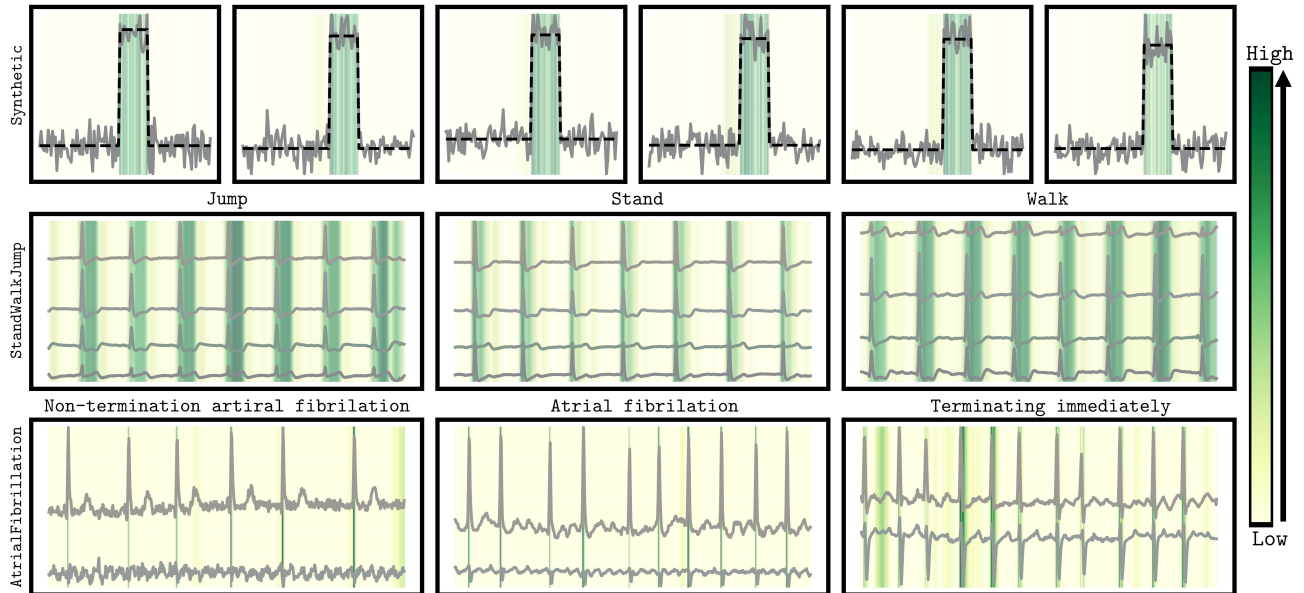 Synthetic
High
Jump
Stand
Walk
StandWalkJump
Non-termination artiral fibrilation
Atrial fibrilation
Terminating immediately
AtrialFibrillation
Low